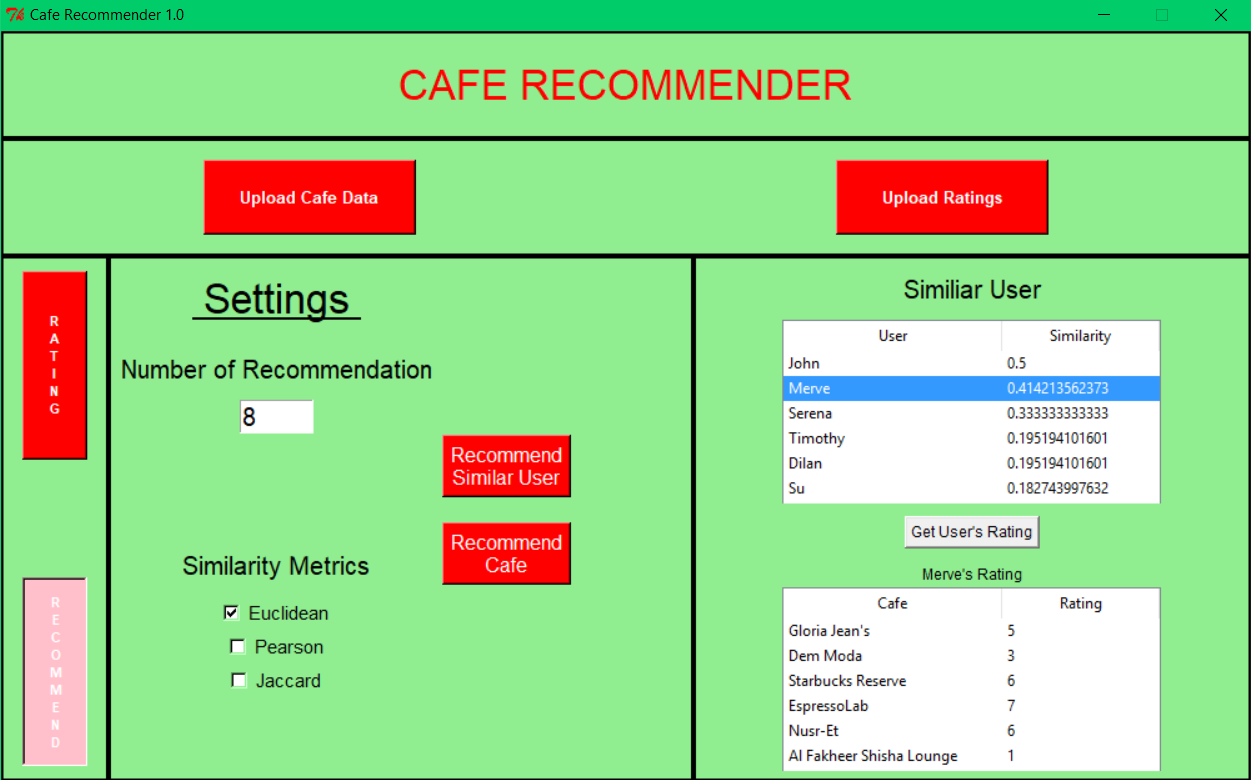 Cafe Recommender 1.0
CAFE RECOMMENDER
Upload Cafe Data
Upload Ratings
RATING
RECOMMEND
Settings
Number of Recommendation
8
Recommend
Similar User
Recommend
Cafe
Similarity Metrics
Euclidean
Pearson
Jaccard
Similiar User
User Similarity
John 0.5
Merve 0.414213562373
Serena 0.333333333333
Timothy 0.195194101601
Dilan 0.195194101601
Su 0.182743997632
Get User's Rating
Merve's Rating
Cafe Rating
Gloria Jean's 5
Dem Moda 3
Starbucks Reserve 6
EspressoLab 7
Nusr-Et 6
Al Fakheer Shisha Lounge 1